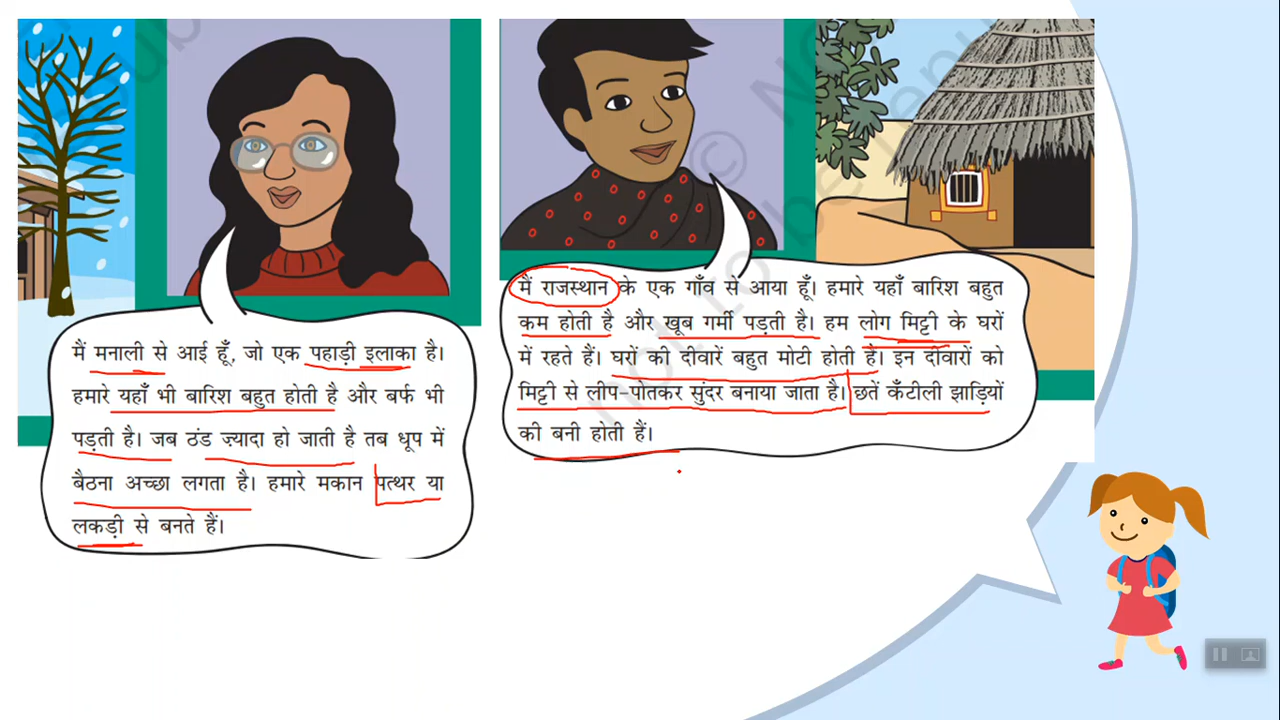 मैं मनाली से आई हूँ, जो एक पहाड़ी इलाका है।
हमारे यहाँ भी बारिश बहुत होती है और बर्फ भी
पड़ती है। जब ठंड ज़्यादा हो जाती है तब धूप में
बैठना अच्छा लगता है। हमारे मकान पत्थर या
लकड़ी से बनते हैं।
मैं राजस्थान के एक गाँव से आया हूँ। हमारे यहाँ बारिश बहुत
कम होती है और खूब गर्मी पड़ती है। हम लोग मिट्टी के घरों
में रहते हैं। घरों की दीवारें बहुत मोटी होती हैं। इन दीवारों को
मिट्टी से लीप-पोतकर सुंदर बनाया जाता है। छतें कँटीली झाड़ियों
की बनी होती हैं।